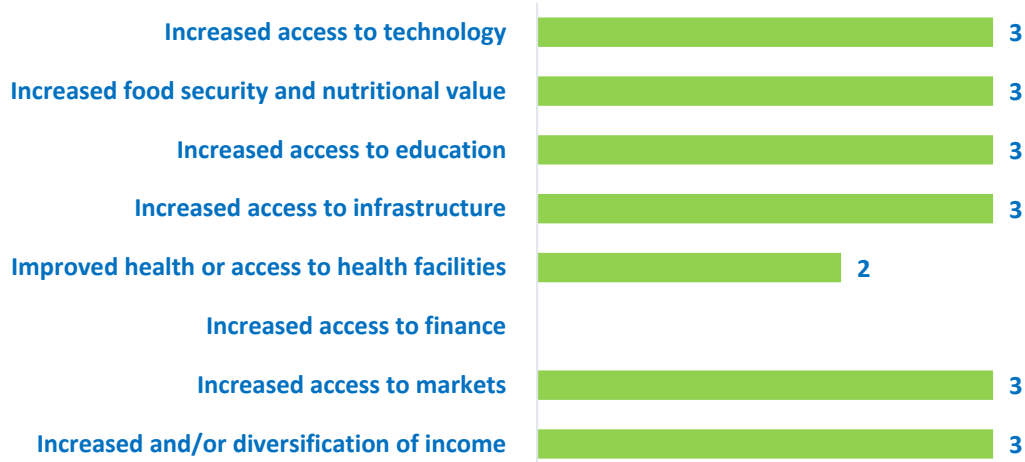 Increased access to technology 3
Increased food security and nutritional value 3
Increased access to education 3
Increased access to infrastructure 3
Improved health or access to health facilities 2
Increased access to finance
Increased access to markets 3
Increased and/or diversification of income 3